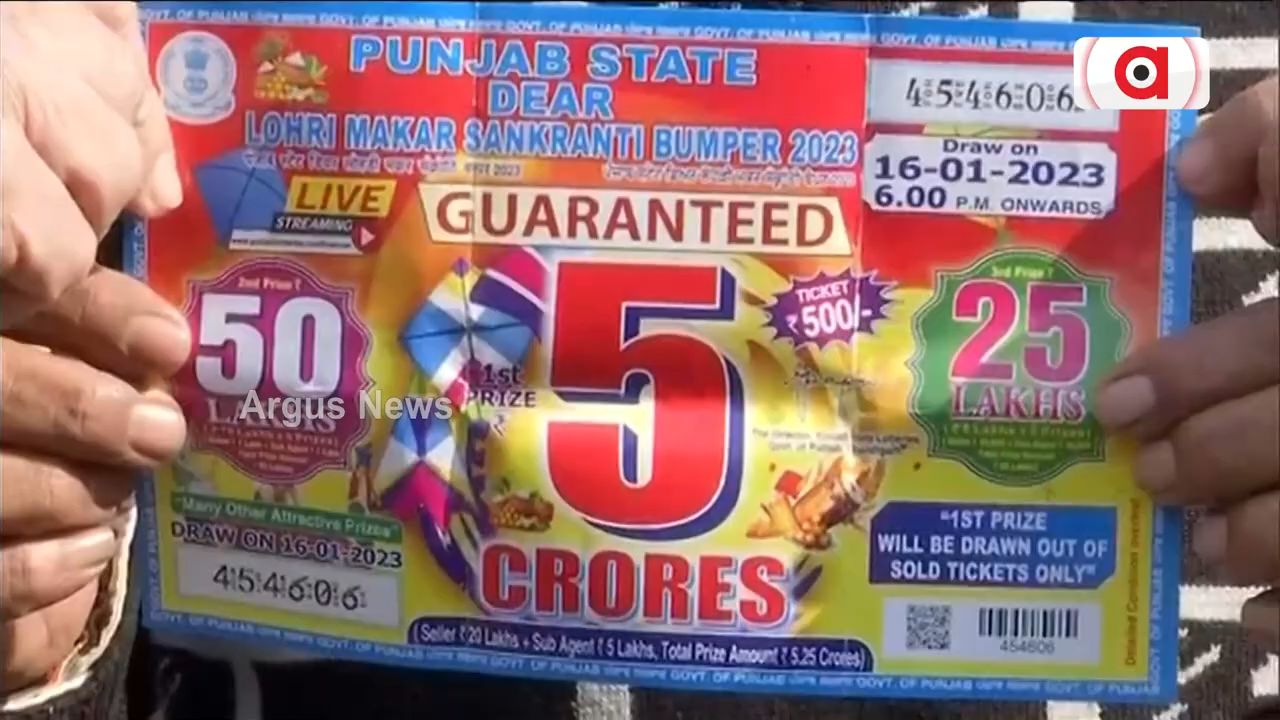 PUNJAB STATE
DEAR
LOHRI MAKAR SANKRANTI BUMPER 2023
454606
a
Draw on
16-01-2023
6.00 P.M. ONWARDS
LIVE
STREAMING
GUARANTEED
2nd Prize ₹
50
LAKHS
1st
PRIZE
₹
5
CRORES
TICKET
₹500/-
3rd Prize ₹
25
LAKHS
Argus News
"Many Other Attractive Prizes"
DRAW ON 16-01-2023
454606
"1ST PRIZE
WILL BE DRAWN OUT OF
SOLD TICKETS ONLY"
454606
(Seller ₹ 20 Lakhs + Sub Agent ₹ 5 Lakhs, Total Prize Amount ₹ 5.25 Crores)
GOVT. OF PUNJAB